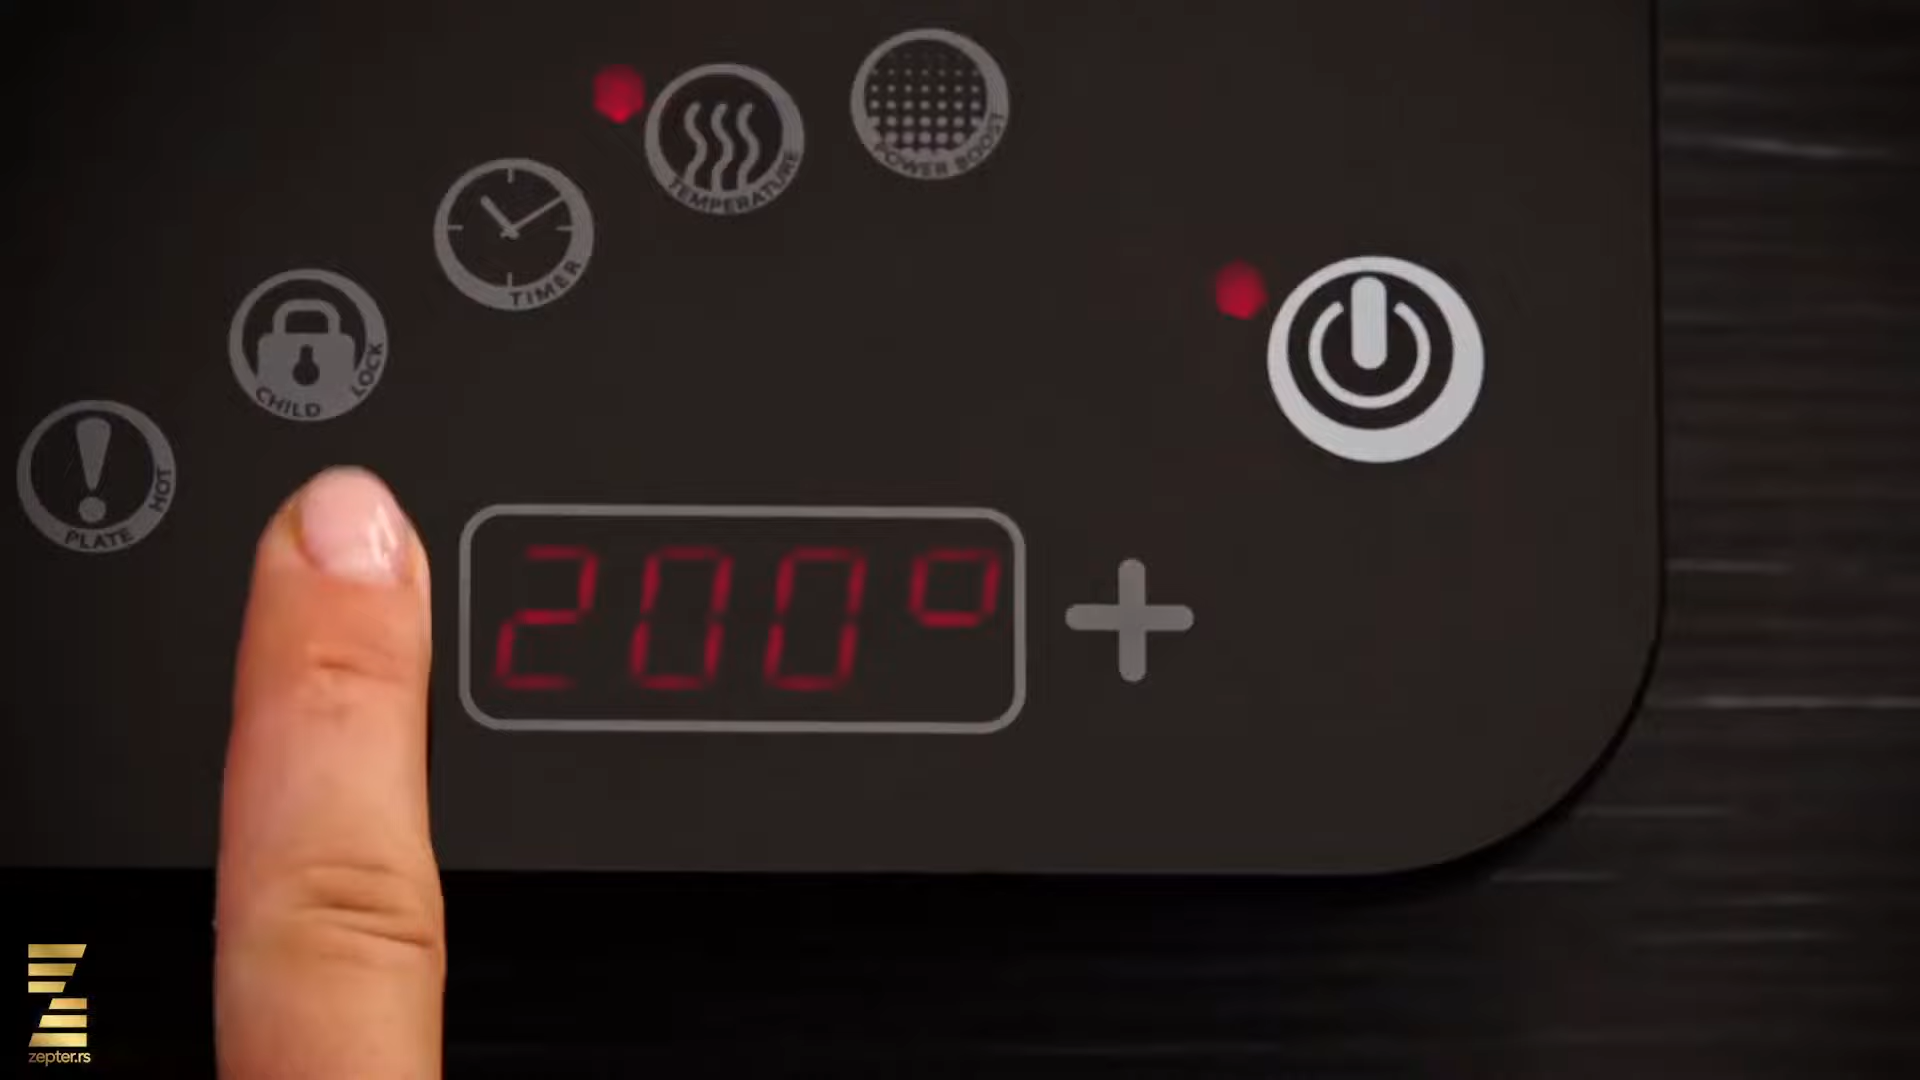 POWER BOOST
TEMPERATURE
TIMER
CHILD LOCK
PLATE HOT
200°
zepter.rs